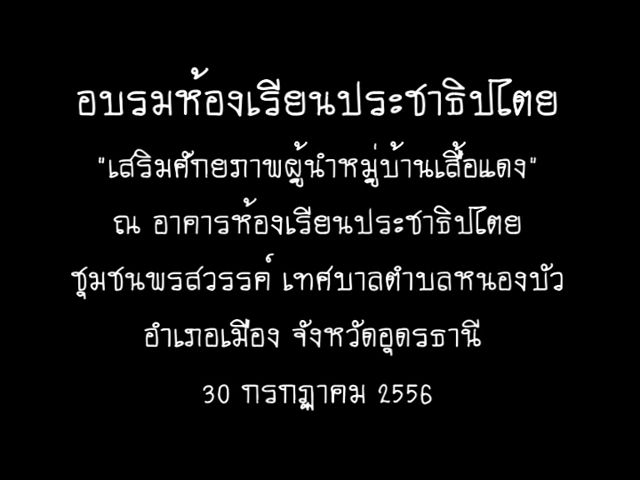 อบรมห้องเรียนประชาธิปไตย
"เสริมศักยภาพผู้นำหมู่บ้านเสื้อแดง"
ณ อาคารห้องเรียนประชาธิปไตย
ชุมชนพรสวรรค์ เทศบาลตำบลหนองบัว
อำเภอเมือง จังหวัดอุดรธานี
30 กรกฎาคม 2556